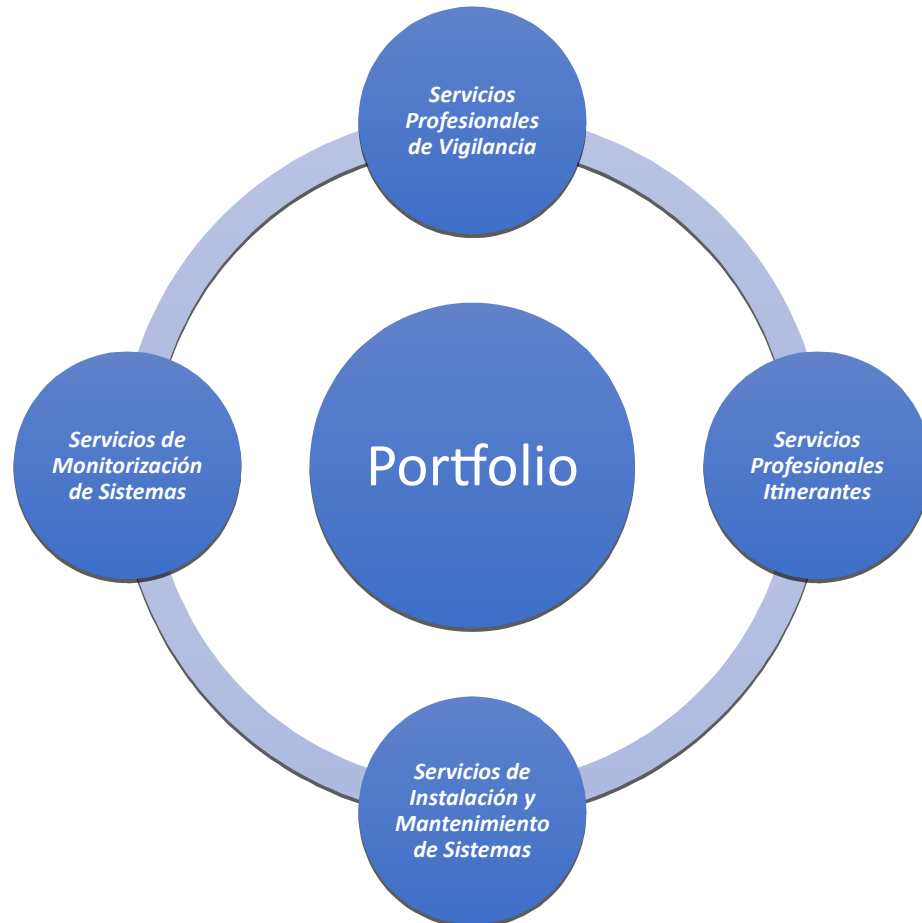 Servicios
Profesionales
de Vigilancia
Servicios de
Monitorización
de Sistemas
Portfolio
Servicios
Profesionales
Itinerantes
Servicios de
Instalación y
Mantenimiento
de Sistemas